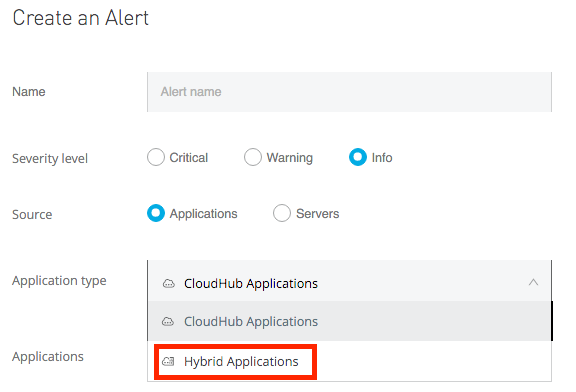 Create an Alert
Name
Alert name
Severity level Critical Warning Info
Source Applications Servers
Application type CloudHub Applications
CloudHub Applications
Applications Hybrid Applications